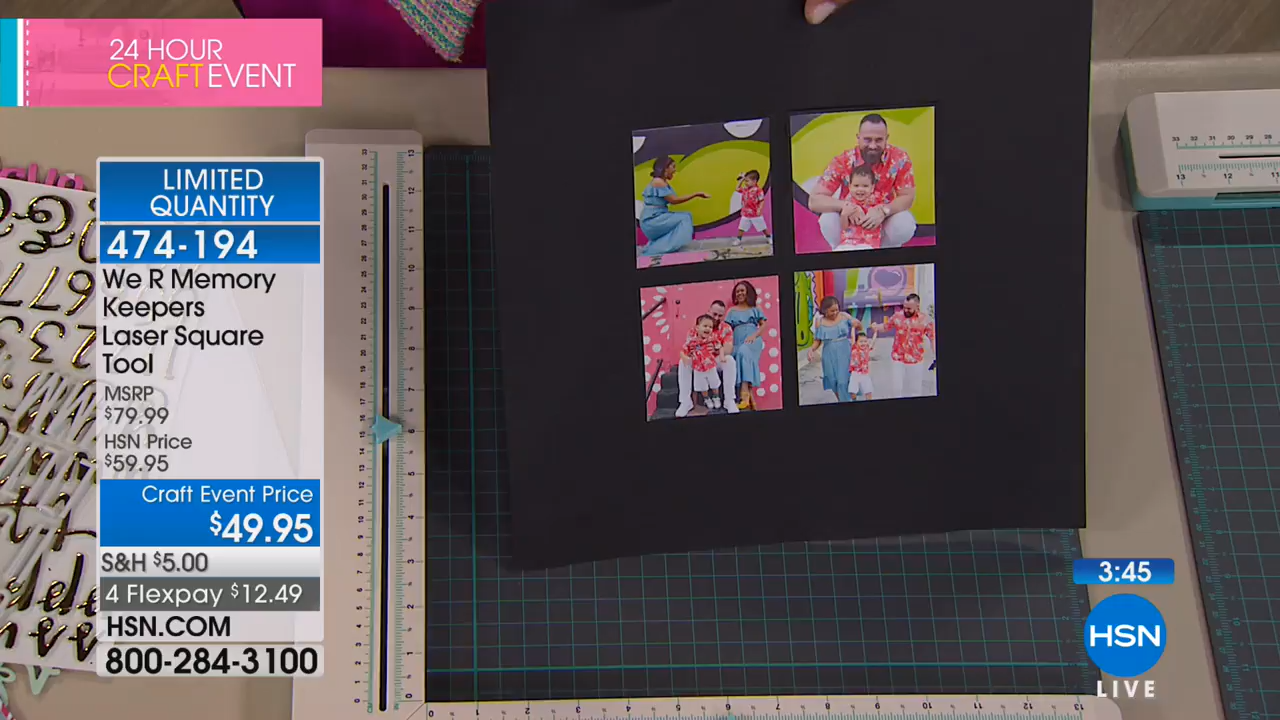 24 HOUR
CRAFT EVENT
LIMITED
QUANTITY
474-194
We R Memory
Keepers
Laser Square
Tool
MSRP
$79.99
HSN Price
$59.95
Craft Event Price
$49.95
S&H $5.00
4 Flexpay $12.49
HSN.COM
800-284-3100
3:45
HSN
LIVE